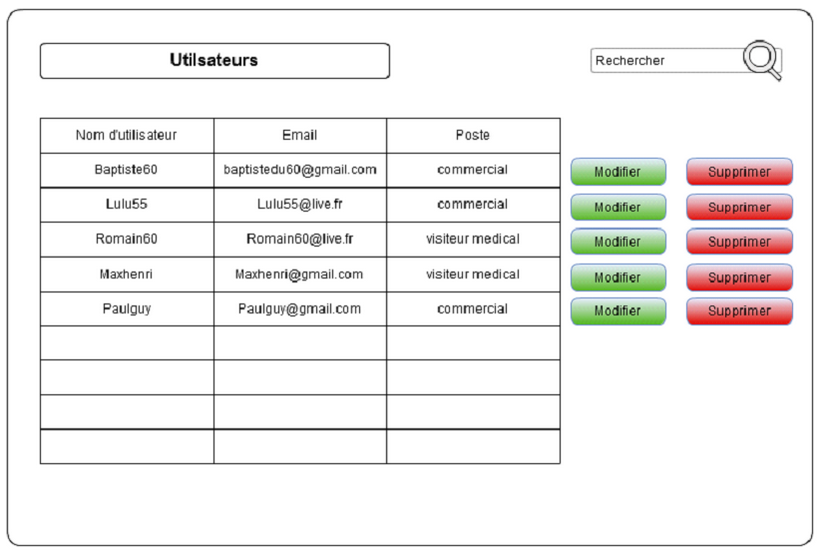 Utilsateurs
Rechercher
Nom d'utilisateur Email Poste
Baptiste60 baptistedu60@gmail.com commercial Modifier Supprimer
Lulu55 Lulu55@live.fr commercial Modifier Supprimer
Romain60 Romain60@live.fr visiteur medical Modifier Supprimer
Maxhenri Maxhenri@gmail.com visiteur medical Modifier Supprimer
Paulguy Paulguy@gmail.com commercial Modifier Supprimer